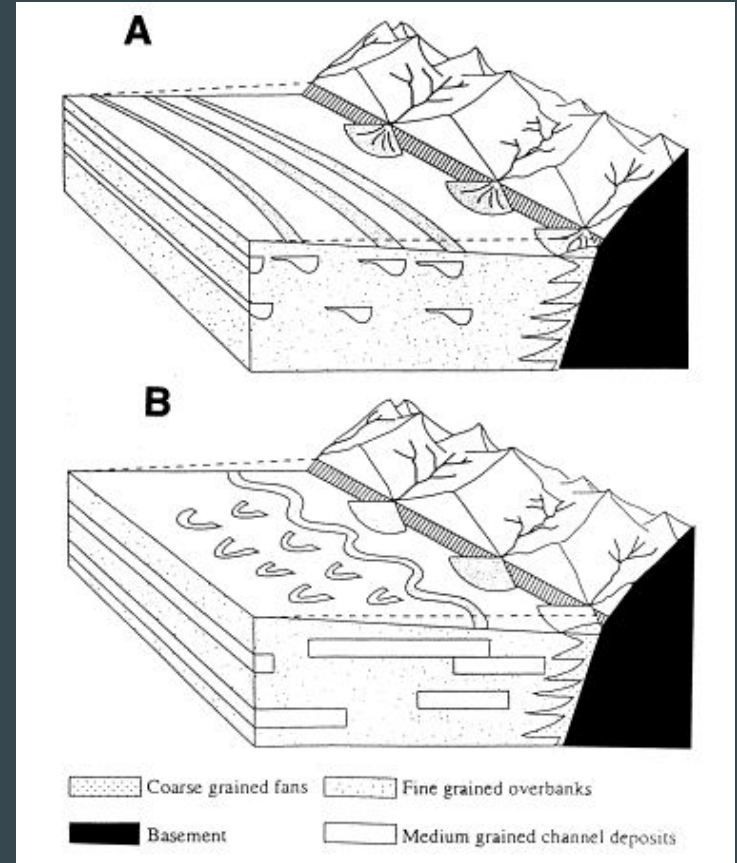 A
B
Coarse grained fans
Fine grained overbanks
Basement
Medium grained channel deposits